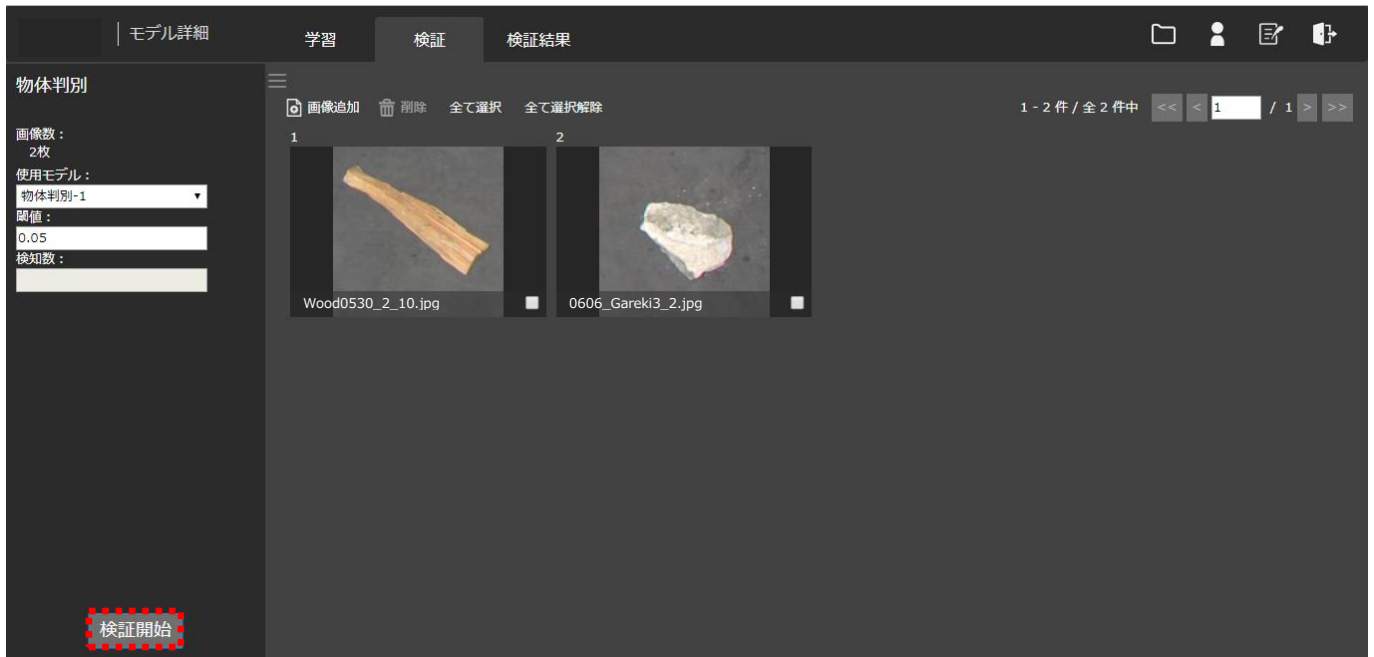 モデル詳細
学習
検証
検証結果
物体判別
画像数：
2枚
使用モデル：
物体判別-1
閾値：
0.05
検知数：
検証開始
画像追加 削除 全て選択 全て選択解除
1 - 2 件 / 全 2 件中 << < 1 / 1 > >>
1
2
Wood0530_2_10.jpg
0606_Gareki3_2.jpg